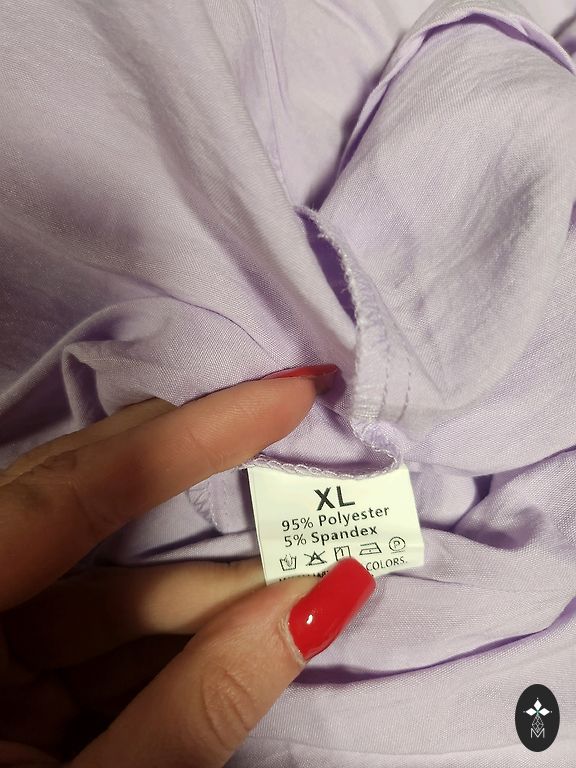 XL
95% Polyester
5% Spandex
COLORS.